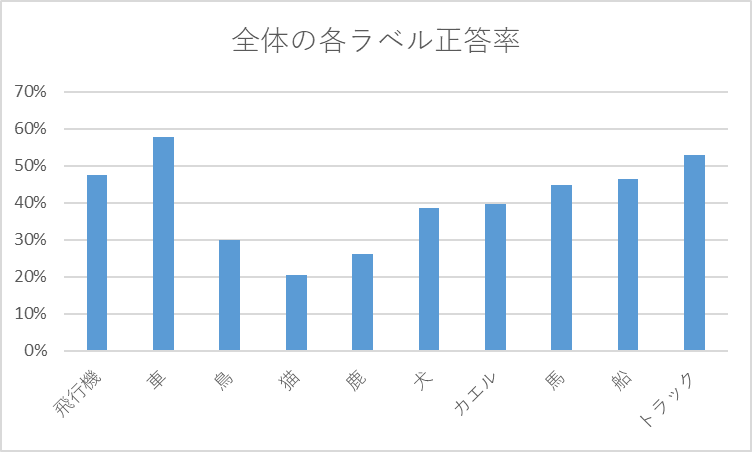 全体の各ラベル正答率
70%
60%
50%
40%
30%
20%
10%
0%
飛行機
車
鳥
猫
鹿
犬
カエル
馬
船
トラック